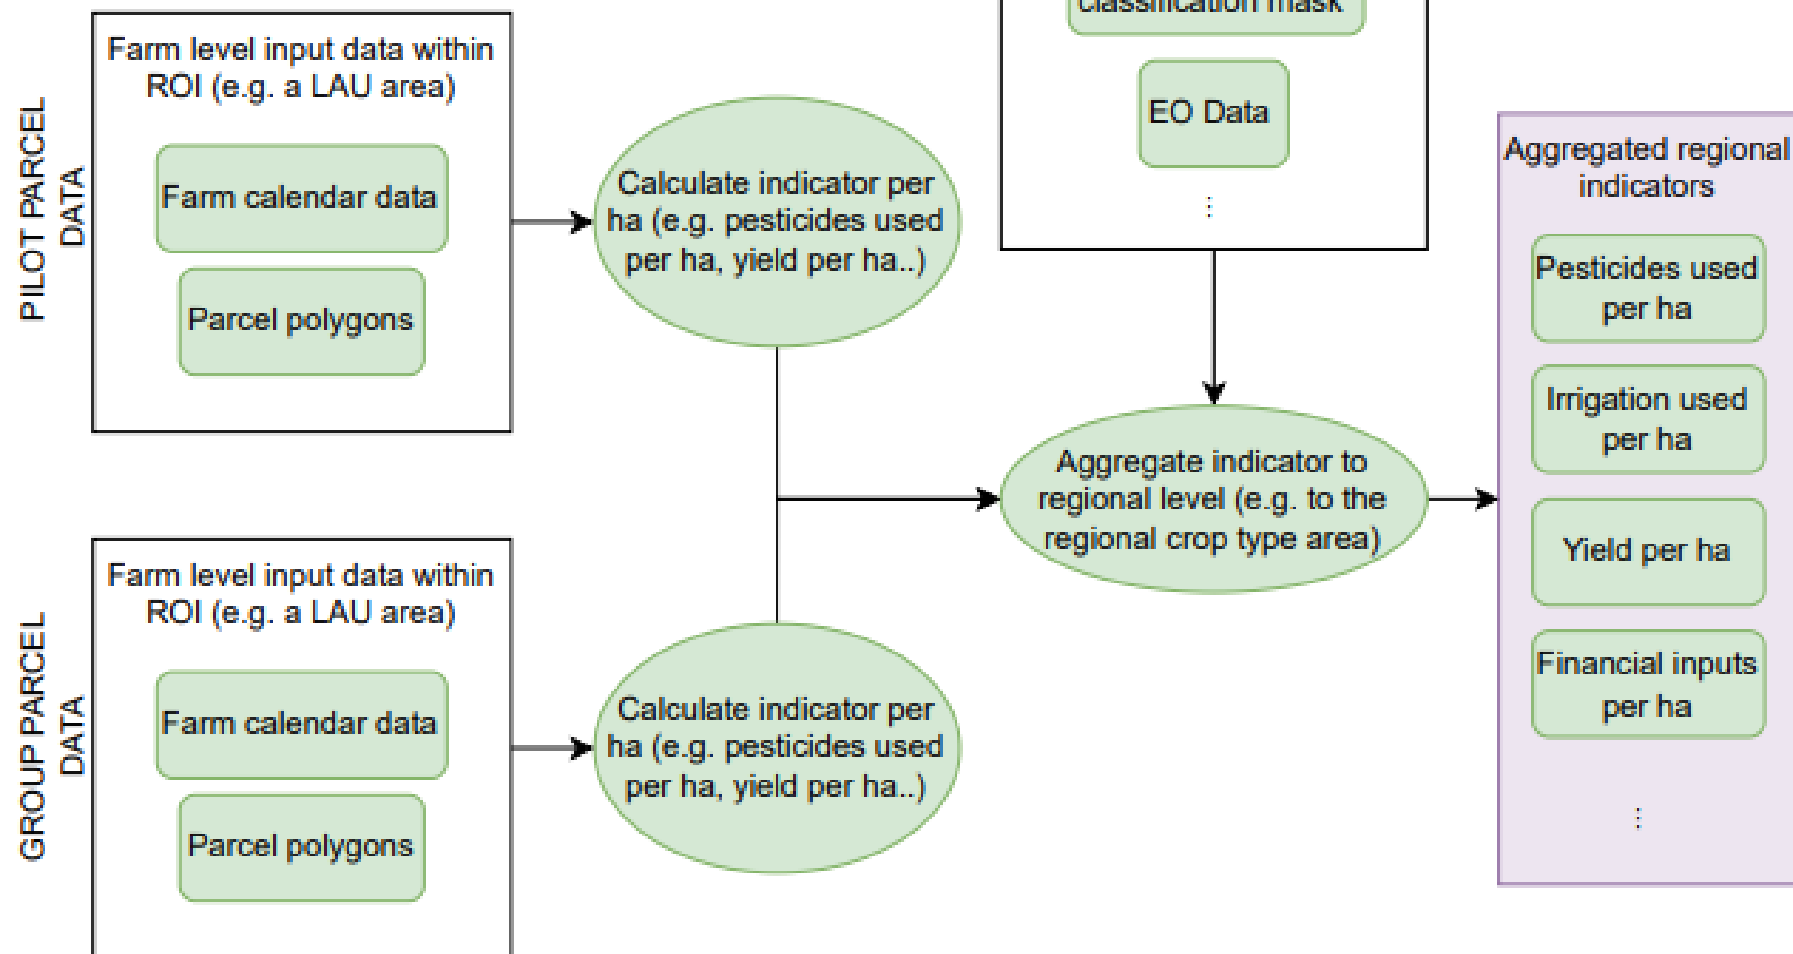 PILOT PARCEL
DATA
Farm level input data within
ROI (e.g. a LAU area)
Farm calendar data
Parcel polygons
Calculate indicator per
ha (e.g. pesticides used
per ha, yield per ha..)
classification mask
EO Data
⋮
GROUP PARCEL
DATA
Farm level input data within
ROI (e.g. a LAU area)
Farm calendar data
Parcel polygons
Calculate indicator per
ha (e.g. pesticides used
per ha, yield per ha..)
Aggregate indicator to
regional level (e.g. to the
regional crop type area)
Aggregated regional
indicators
Pesticides used
per ha
Irrigation used
per ha
Yield per ha
Financial inputs
per ha
⋮